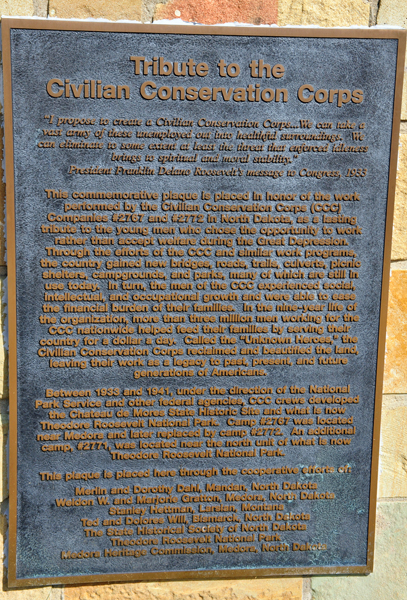 Tribute to the
Civilian Conservation Corps
"I propose to create a Civilian Conservation Corps...We can take a
vast army of these unemployed out into healthful surroundings. We
can eliminate to some extent at least the threat that enforced idleness
brings to spiritual and moral stability."
President Franklin Delano Roosevelt's message to Congress, 1933
This commemorative plaque is placed in honor of the work
performed by the Civilian Conservation Corps (CCC)
Companies #2767 and #2772 in North Dakota, as a lasting
tribute to the young men who chose the opportunity to work
rather than accept welfare during the Great Depression.
Through the efforts of the CCC and similar work programs,
the country gained new bridges, roads, trails, culverts, picnic
shelters, campgrounds, and parks, many of which are still in
use today. In turn, the men of the CCC experienced social,
intellectual, and occupational growth and were able to ease
the financial burden of their families. In the nine-year life of
the organization, more than three million men working for the
CCC nationwide helped feed their families by serving their
country for a dollar a day. Called the "Unknown Heroes," the
Civilian Conservation Corps reclaimed and beautified the land,
leaving their work as a legacy to past, present, and future
generations of Americans.
Between 1933 and 1941, under the direction of the National
Park Service and other federal agencies, CCC crews developed
the Chateau de Mores State Historic Site and what is now
Theodore Roosevelt National Park. Camp #2767 was located
near Medora and later replaced by camp #2772. An additional
camp, #2771, was located near the north unit of what is now
Theodore Roosevelt National Park.
This plaque is placed here through the cooperative efforts of:
Merlin and Dorothy Dahl, Mandan, North Dakota
Weldon W. and Marjorie Gratton, Medora, North Dakota
Stanley Hetman, Larslan, Montana
Ted and Dolores Will, Bismarck, North Dakota
The State Historical Society of North Dakota
Theodore Roosevelt National Park
Medora Heritage Commission, Medora, North Dakota